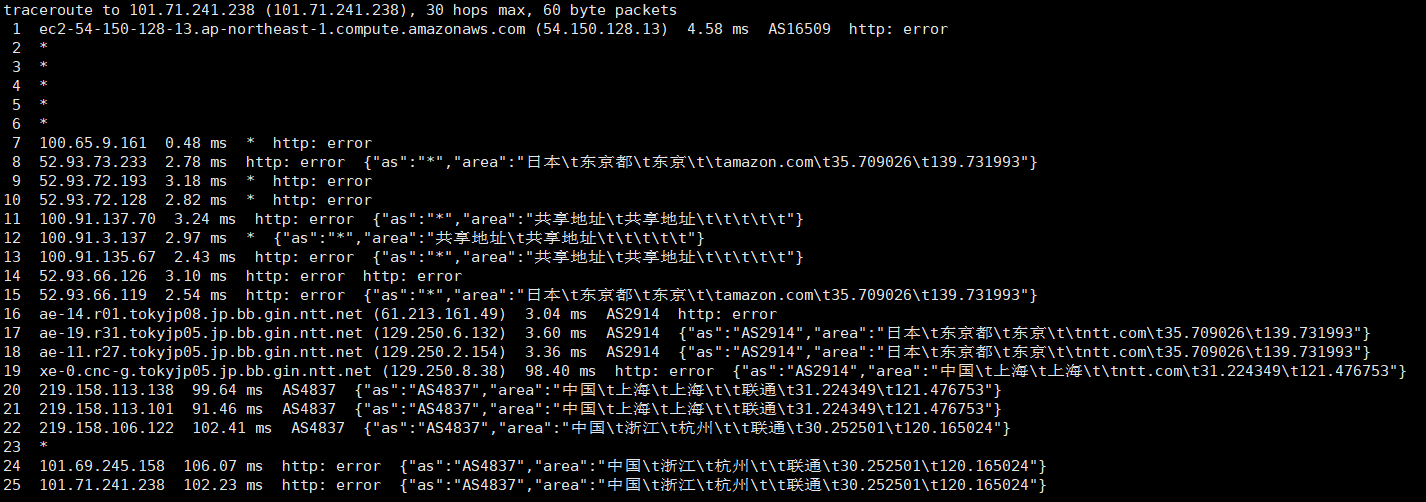 traceroute to 101.71.241.238 (101.71.241.238), 30 hops max, 60 byte packets
1 ec2-54-150-128-13.ap-northeast-1.compute.amazonaws.com (54.150.128.13) 4.58 ms AS16509 http: error
2 *
3 *
4 *
5 *
6 *
7 100.65.9.161 0.48 ms * http: error
8 52.93.73.233 2.78 ms http: error {"as":"*","area":"日本\t东京都\t东京\t\tamazon.com\t35.709026\t139.731993"}
9 52.93.72.193 3.18 ms * http: error
10 52.93.72.128 2.82 ms * http: error
11 100.91.137.70 3.24 ms http: error {"as":"*","area":"共享地址\t共享地址\t\t\t\t\t"}
12 100.91.3.137 2.97 ms * {"as":"*","area":"共享地址\t共享地址\t\t\t\t\t"}
13 100.91.135.67 2.43 ms http: error {"as":"*","area":"共享地址\t共享地址\t\t\t\t\t"}
14 52.93.66.126 3.10 ms http: error http: error
15 52.93.66.119 2.54 ms http: error {"as":"*","area":"日本\t东京都\t东京\t\tamazon.com\t35.709026\t139.731993"}
16 ae-14.r01.tokyjp08.jp.bb.gin.ntt.net (61.213.161.49) 3.04 ms AS2914 http: error
17 ae-19.r31.tokyjp05.jp.bb.gin.ntt.net (129.250.6.132) 3.60 ms AS2914 {"as":"AS2914","area":"日本\t东京都\t东京\t\tntt.com\t35.709026\t139.731993"}
18 ae-11.r27.tokyjp05.jp.bb.gin.ntt.net (129.250.2.154) 3.36 ms AS2914 {"as":"AS2914","area":"日本\t东京都\t东京\t\tntt.com\t35.709026\t139.731993"}
19 xe-0.cnc-g.tokyjp05.jp.bb.gin.ntt.net (129.250.8.38) 98.40 ms http: error {"as":"AS2914","area":"中国\t上海\t上海\t\tntt.com\t31.224349\t121.476753"}
20 219.158.113.138 99.64 ms AS4837 {"as":"AS4837","area":"中国\t上海\t上海\t\t联通\t31.224349\t121.476753"}
21 219.158.113.101 91.46 ms AS4837 {"as":"AS4837","area":"中国\t上海\t上海\t\t联通\t31.224349\t121.476753"}
22 219.158.106.122 102.41 ms AS4837 {"as":"AS4837","area":"中国\t浙江\t杭州\t\t联通\t30.252501\t120.165024"}
23 *
24 101.69.245.158 106.07 ms http: error {"as":"AS4837","area":"中国\t浙江\t杭州\t\t联通\t30.252501\t120.165024"}
25 101.71.241.238 102.23 ms http: error {"as":"AS4837","area":"中国\t浙江\t杭州\t\t联通\t30.252501\t120.165024"}